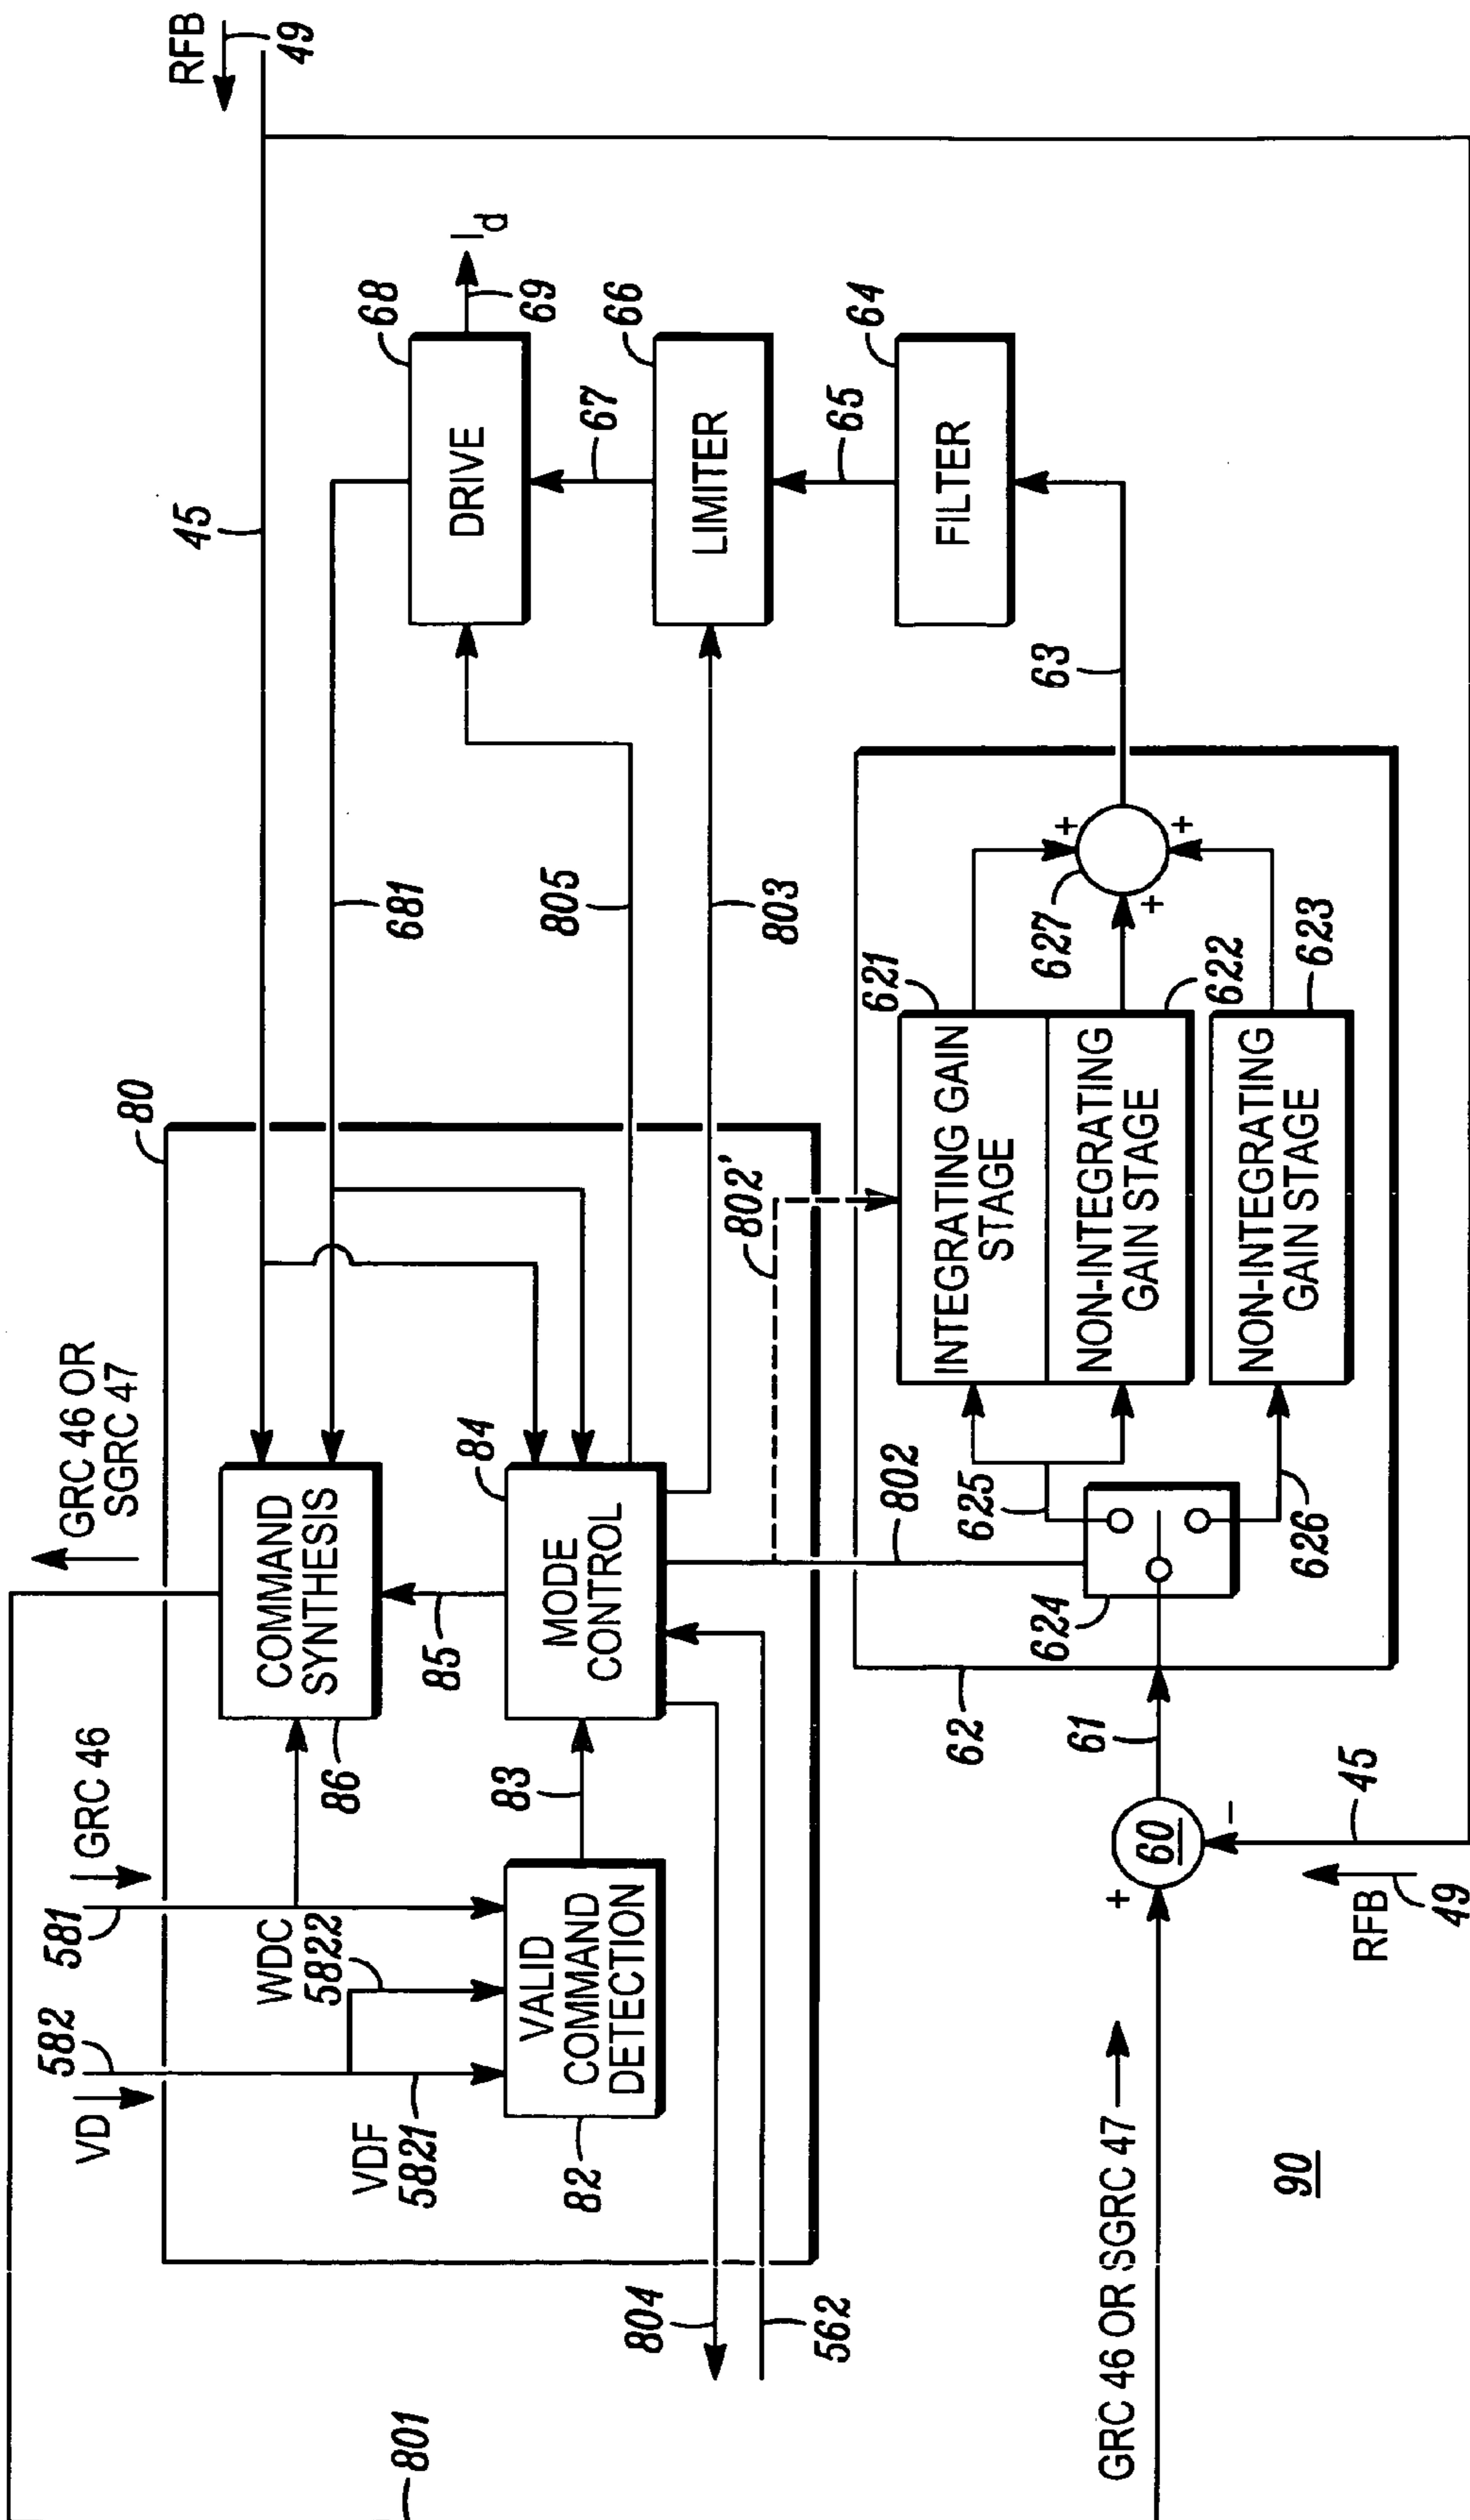 GRC 46 OR
SGRC 47
RFB
49
582
VD
581
GRC 46
80
45
WDC
5822
VDF
5821
86
COMMAND
SYNTHESIS
681
68
DRIVE
I d
69
85
84
67
83
VALID
COMMAND
DETECTION
82
MODE
CONTROL
805
66
LIMITER
803
65
804
562
802'
802
64
FILTER
801
62
621
INTEGRATING GAIN
STAGE
625
627
+
+
+
63
624
NON-INTEGRATING
GAIN STAGE
622
61
GRC 46 OR SGRC 47
+
60
−
626
NON-INTEGRATING
GAIN STAGE
623
90
RFB
49
45